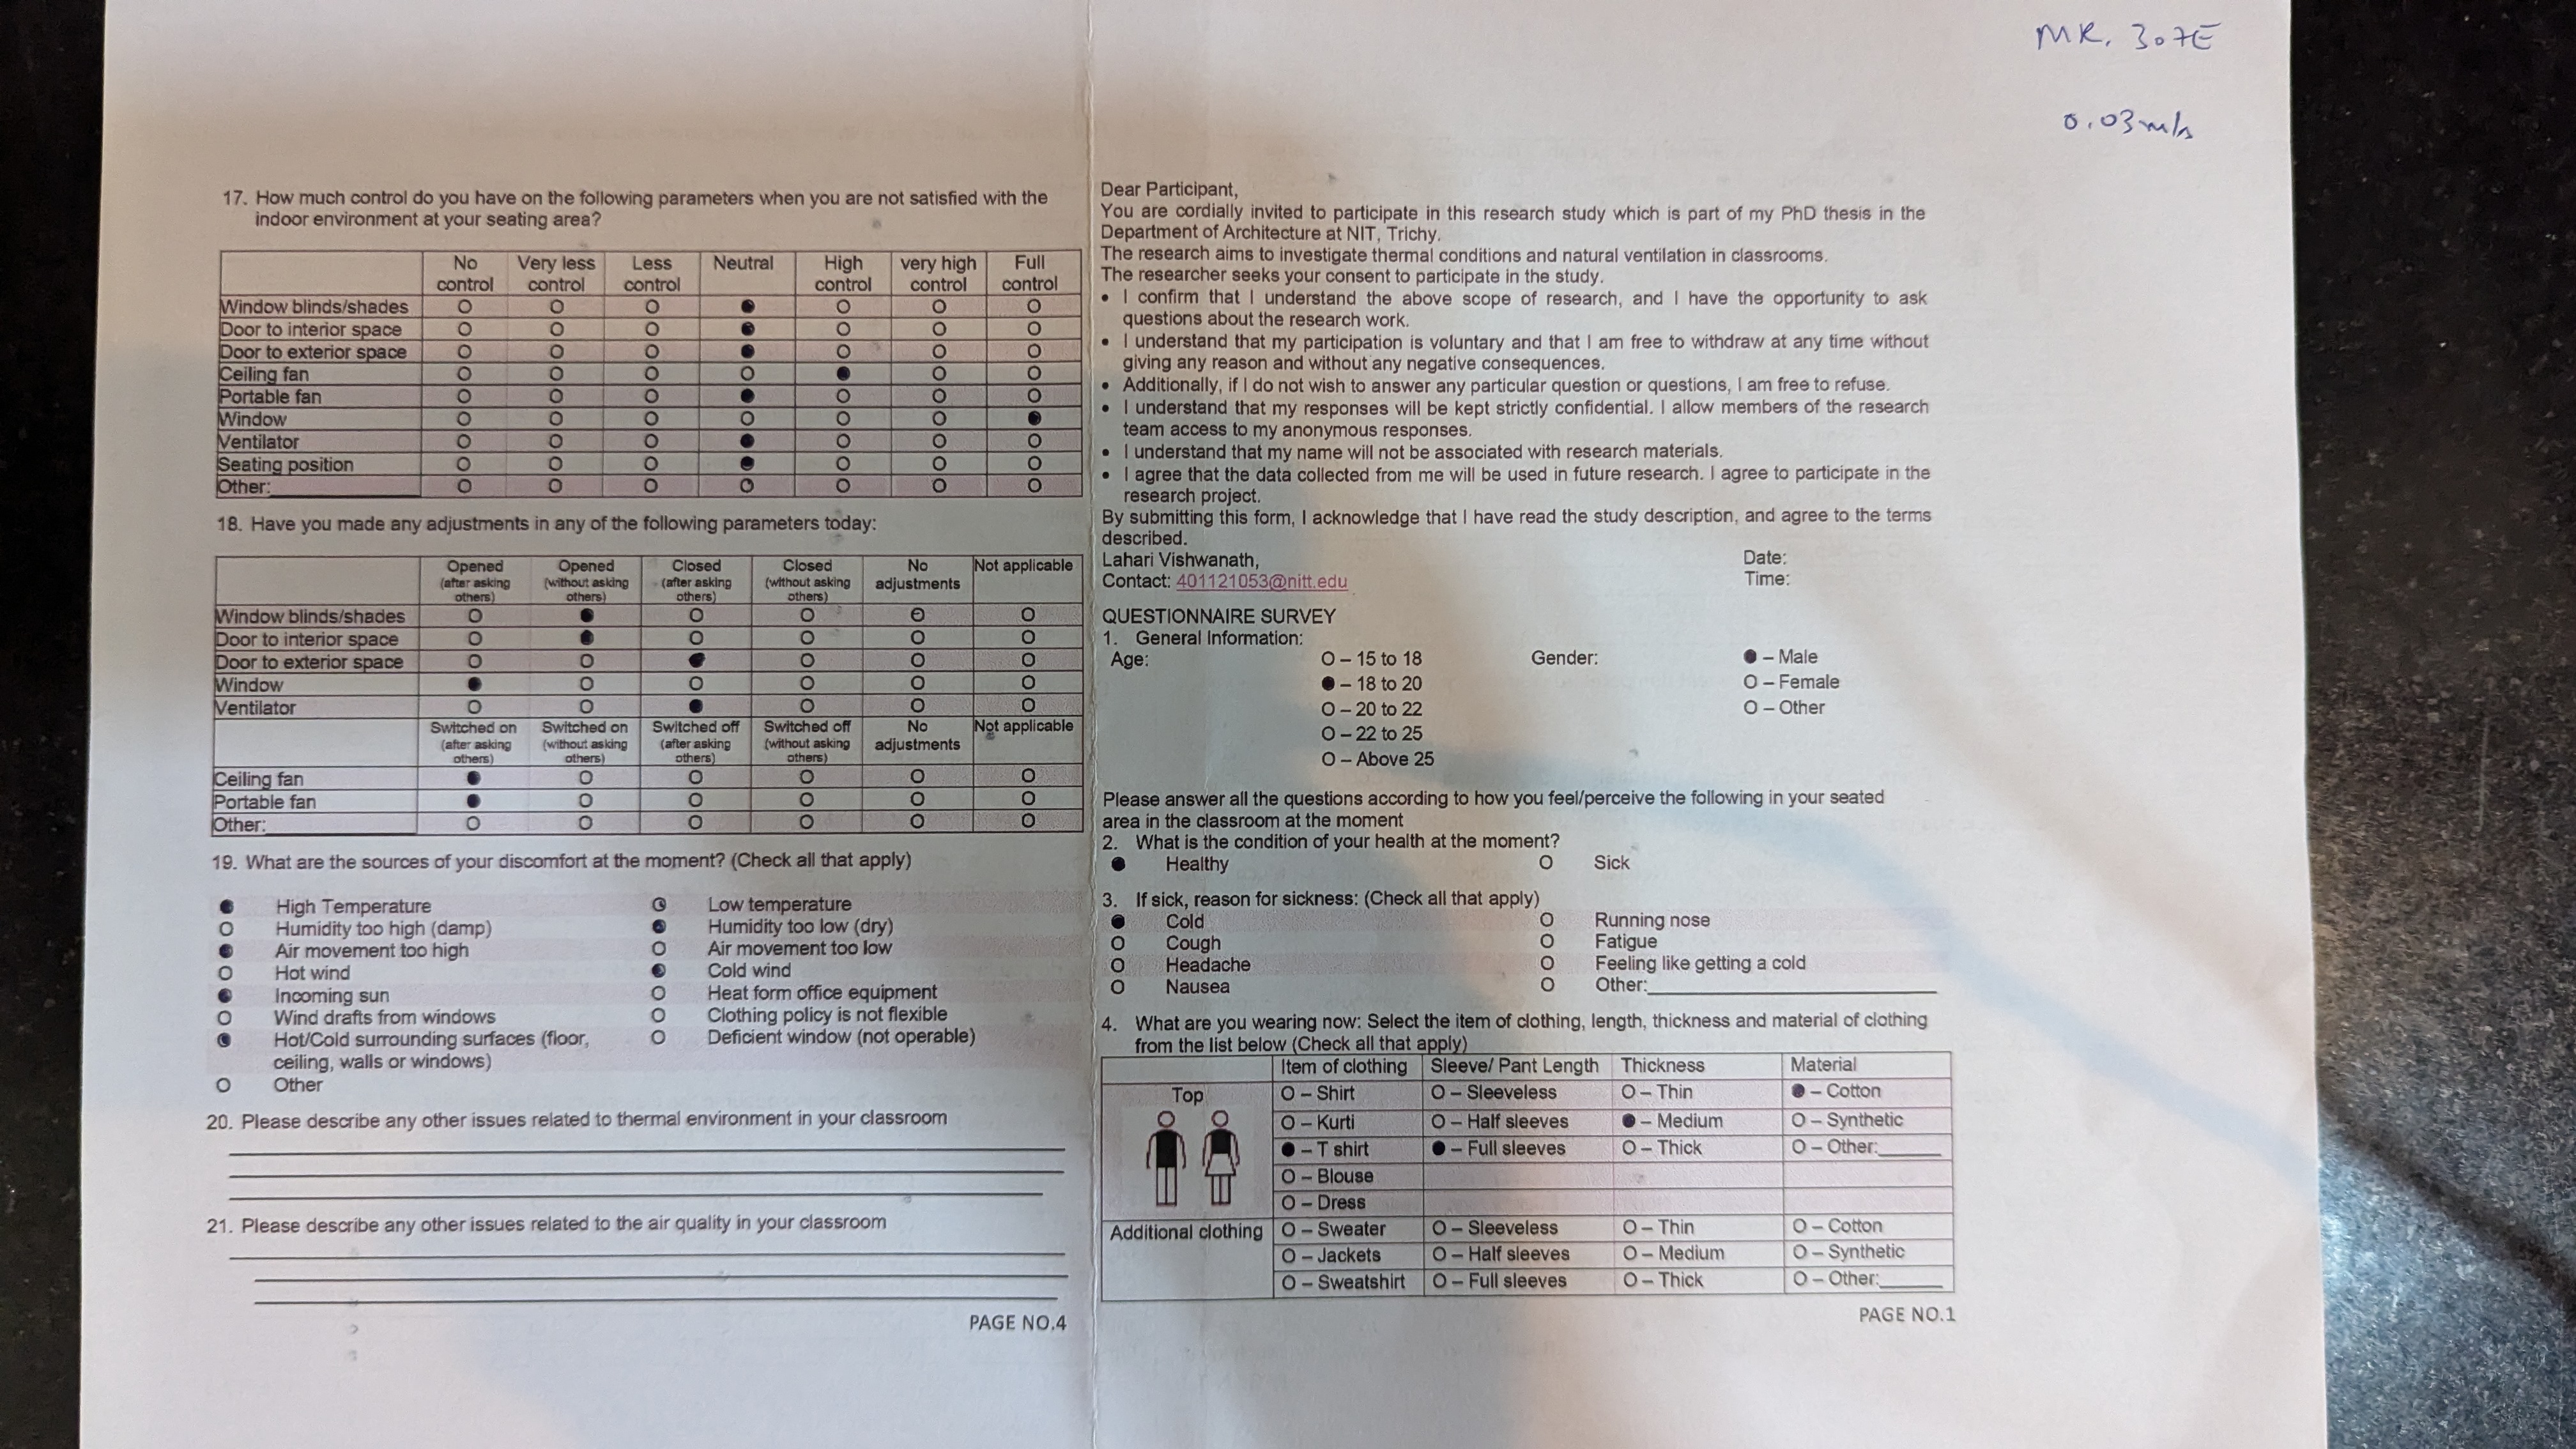 MR. 307E
0.03m/s
17. How much control do you have on the following parameters when you are not satisfied with the
indoor environment at your seating area?
No control Very less control Less control Neutral High control very high control Full control
Window blinds/shades O O O ● O O O
Door to interior space O O O ● O O O
Door to exterior space O O O ● O O O
Ceiling fan O O O O ● O O
Portable fan O O O ● O O O
Window O O O O O O ●
Ventilator O O O ● O O O
Seating position O O O ● O O O
Other:________ O O O O O O O
18. Have you made any adjustments in any of the following parameters today:
Opened (after asking others) Opened (without asking others) Closed (after asking others) Closed (without asking others) No adjustments Not applicable
Window blinds/shades O ● O O O O
Door to interior space O ● O O O O
Door to exterior space O O ● O O O
Window ● O O O O O
Ventilator O O ● O O O
Switched on (after asking others) Switched on (without asking others) Switched off (after asking others) Switched off (without asking others) No adjustments Not applicable
Ceiling fan ● O O O O O
Portable fan ● O O O O O
Other:________ O O O O O O
19. What are the sources of your discomfort at the moment? (Check all that apply)
● High Temperature O Low temperature
O Humidity too high (damp) ● Humidity too low (dry)
● Air movement too high O Air movement too low
O Hot wind ● Cold wind
● Incoming sun O Heat form office equipment
O Wind drafts from windows O Clothing policy is not flexible
● Hot/Cold surrounding surfaces (floor, O Deficient window (not operable)
ceiling, walls or windows)
O Other
20. Please describe any other issues related to thermal environment in your classroom
21. Please describe any other issues related to the air quality in your classroom
PAGE NO.4
Dear Participant,
You are cordially invited to participate in this research study which is part of my PhD thesis in the
Department of Architecture at NIT, Trichy.
The research aims to investigate thermal conditions and natural ventilation in classrooms.
The researcher seeks your consent to participate in the study.
• I confirm that I understand the above scope of research, and I have the opportunity to ask
questions about the research work.
• I understand that my participation is voluntary and that I am free to withdraw at any time without
giving any reason and without any negative consequences.
• Additionally, if I do not wish to answer any particular question or questions, I am free to refuse.
• I understand that my responses will be kept strictly confidential. I allow members of the research
team access to my anonymous responses.
• I understand that my name will not be associated with research materials.
• I agree that the data collected from me will be used in future research. I agree to participate in the
research project.
By submitting this form, I acknowledge that I have read the study description, and agree to the terms
described.
Lahari Vishwanath, Date:
Contact: 401121053@nitt.edu Time:
QUESTIONNAIRE SURVEY
1. General Information:
Age: O – 15 to 18 Gender: ● – Male
● – 18 to 20 O – Female
O – 20 to 22 O – Other
O – 22 to 25
O – Above 25
Please answer all the questions according to how you feel/perceive the following in your seated
area in the classroom at the moment
2. What is the condition of your health at the moment?
● Healthy O Sick
3. If sick, reason for sickness: (Check all that apply)
● Cold O Running nose
O Cough O Fatigue
O Headache O Feeling like getting a cold
O Nausea O Other:________
4. What are you wearing now: Select the item of clothing, length, thickness and material of clothing
from the list below (Check all that apply)
Item of clothing Sleeve/ Pant Length Thickness Material
Top O – Shirt O – Sleeveless O – Thin ● – Cotton
O – Kurti O – Half sleeves ● – Medium O – Synthetic
● – T shirt ● – Full sleeves O – Thick O – Other:______
O – Blouse
O – Dress
Additional clothing O – Sweater O – Sleeveless O – Thin O – Cotton
O – Jackets O – Half sleeves O – Medium O – Synthetic
O – Sweatshirt O – Full sleeves O – Thick O – Other:______
PAGE NO.1